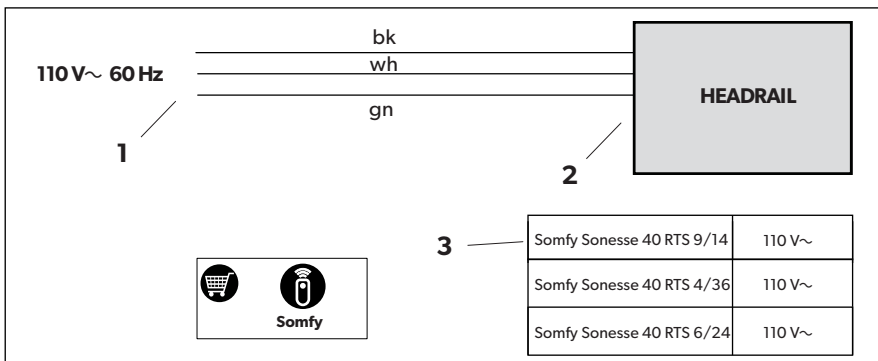 bk
110 V~ 60 Hz
wh
HEADRAIL
gn
1
2
3
Somfy Sonesse 40 RTS 9/14 110 V~
Somfy Sonesse 40 RTS 4/36 110 V~
Somfy
Somfy Sonesse 40 RTS 6/24 110 V~